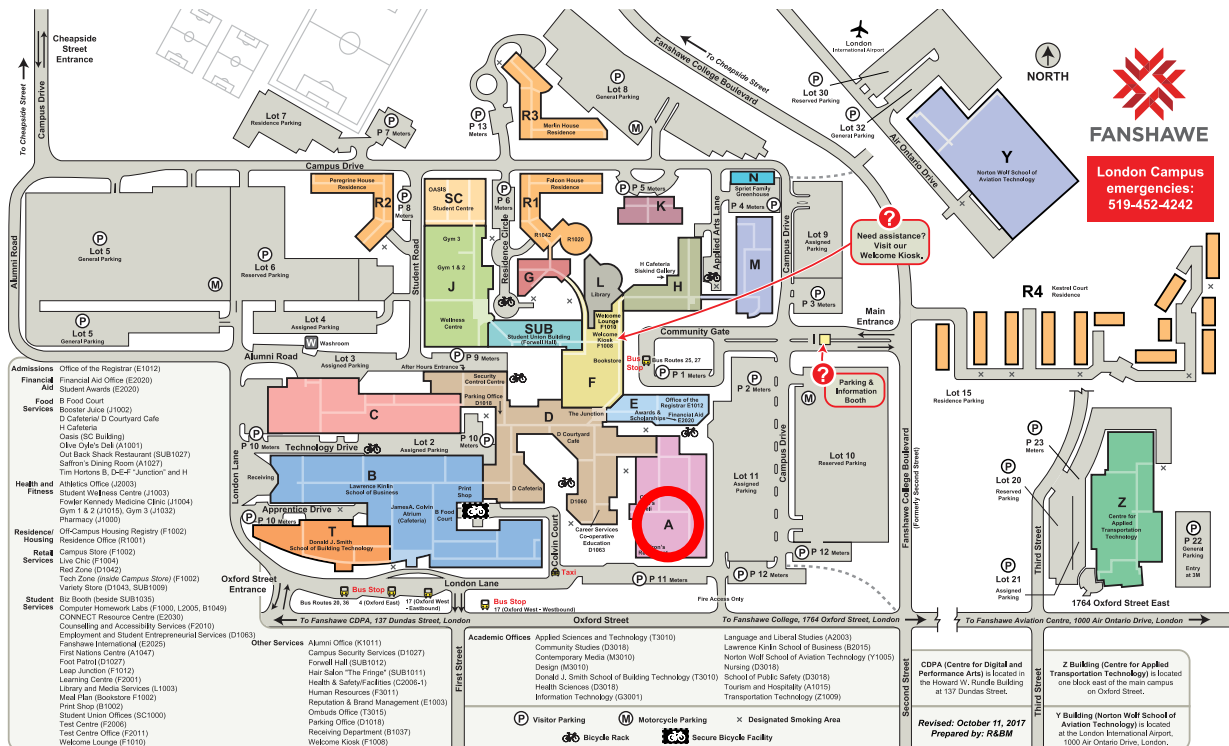 Cheapside
Street
Entrance
To Cheapside Street
Campus Drive
Lot 7
Residence Parking
P
P 7 Meters
P
P 13
Meters
R3
Merlin House
Residence
P
Lot 8
General Parking
M
To Cheapside Street
Fanshawe College Boulevard
London
International Airport
P
Lot 30
Reserved Parking
P
Lot 32
General Parking
Air Ontario Drive
Y
Norton Wolf School of
Aviation Technology
NORTH
FANSHAWE
London Campus
emergencies:
519-452-4242
Campus Drive
Peregrine House
Residence
R2
P
P 8
Meters
OASIS
SC
Student Centre
P
P 6
Meters
Falcon House
Residence
R1
R1042
R1020
P
P 5 Meters
K
N
Spriet Family
Greenhouse
P 4 Meters
P
Applied Arts Lane
Campus Drive
P
Lot 9
Assigned
Parking
?
Need assistance?
Visit our
Welcome Kiosk.
Alumni Road
P
Lot 5
General Parking
P
Lot 6
Reserved Parking
M
Student Road
Gym 3
Gym 1 & 2
J
Wellness
Centre
Residence Circle
G
L
Library
H Cafeteria
Siskind Gallery
H
M
P
P 3 Meters
R4
Kestrel Court
Residence
P
Lot 5
General Parking
Lot 4
Assigned Parking
W
Washroom
SUB
Student Union Building
(Forwell Hall)
Welcome
Lounge
F1010
Welcome
Kiosk
F1008
Bookstore
F
Community Gate
Main
Entrance
Bus
Stop
Bus Routes 25, 27
P
P 1 Meters
P
P 2 Meters
?
Parking &
Information
Booth
M
P
Lot 10
Reserved Parking
P
Lot 15
Residence Parking
Alumni Road
Lot 3
Assigned Parking
After Hours Entrance
P
P 9 Meters
Security
Control Centre
Parking Office
D1018
C
D
The Junction
D Courtyard
Café
E
Office of the
Registrar E1012
Awards &
Scholarships
Financial Aid
E2020
P
P 10 Meters
Technology Drive
Lot 2
Assigned Parking
P 10
Meters
P
London Lane
Receiving
B
Lawrence Kinlin
School of Business
JamesA. Colvin
Atrium
(Cafeteria)
Print
Shop
B Food
Court
D Cafeteria
D1060
Career Services
Co-operative
Education
D1063
A
Lot 11
Assigned
Parking
Campus Drive
Fanshawe College Boulevard
(Formerly Second Street)
Apprentice Drive
P
P 10 Meters
T
Donald J. Smith
School of Building Technology
Colvin Court
Taxi
P
P 11 Meters
P
P 12 Meters
P 12 Meters
P
Fire Access Only
Oxford Street
Entrance
London Lane
Bus Stop
Bus Routes 20, 36
4 (Oxford East)
17 (Oxford West -
Eastbound)
Bus Stop
17 (Oxford West - Westbound)
P
P 23
Meters
P
Lot 20
Reserved
Parking
Third Street
P
Lot 21
Assigned
Parking
Z
Centre for
Applied
Transportation
Technology
P
P 22
General
Parking
Entry
at 3M
1764 Oxford Street East
To Fanshawe CDPA, 137 Dundas Street, London
Oxford Street
To Fanshawe College, 1764 Oxford Street, London
To Fanshawe Aviation Centre, 1000 Air Ontario Drive, London
First Street
Second Street
Third Street
Admissions Office of the Registrar (E1012)
Financial Aid Financial Aid Office (E2020)
Student Awards (E2020)
Food Services B Food Court
Booster Juice (J1002)
D Cafeteria/ D Courtyard Cafe
H Cafeteria
Oasis (SC Building)
Olive Oyle's Deli (A1001)
Out Back Shack Restaurant (SUB1027)
Saffron's Dining Room (A1027)
Tim Hortons B, D-E-F "Junction" and H
Health and Fitness Athletics Office (J2003)
Student Wellness Centre (J1003)
Fowler Kennedy Medicine Clinic (J1004)
Gym 1 & 2 (J1015), Gym 3 (J1032)
Pharmacy (J1000)
Residence/ Housing Off-Campus Housing Registry (F1002)
Residence Office (R1001)
Retail Services Campus Store (F1002)
Live Chic (F1004)
Red Zone (D1042)
Tech Zone (inside Campus Store) (F1002)
Variety Store (D1043, SUB1009)
Student Services Biz Booth (beside SUB1035)
Computer Homework Labs (F1000, L2005, B1049)
CONNECT Resource Centre (E2030)
Counselling and Accessibility Services (F2010)
Employment and Student Entrepreneurial Services (D1063)
Fanshawe International (E2025)
First Nations Centre (A1047)
Foot Patrol (D1027)
Leap Junction (F1012)
Learning Centre (F2001)
Library and Media Services (L1003)
Meal Plan (Bookstore F1002)
Print Shop (B1002)
Student Union Offices (SC1000)
Test Centre (F2006)
Test Centre Office (F2011)
Welcome Lounge (F1010)
Other Services Alumni Office (K1011)
Campus Security Services (D1027)
Forwell Hall (SUB1012)
Hair Salon "The Fringe" (SUB1011)
Health & Safety/Facilities (C2006-1)
Human Resources (F3011)
Reputation & Brand Management (E1003)
Ombuds Office (T3015)
Parking Office (D1018)
Receiving Department (B1037)
Welcome Kiosk (F1008)
Academic Offices Applied Sciences and Technology (T3010)
Community Studies (D3018)
Contemporary Media (M3010)
Design (M3010)
Donald J. Smith School of Building Technology (T3010)
Health Sciences (D3018)
Information Technology (G3001)
Language and Liberal Studies (A2003)
Lawrence Kinlin School of Business (B2015)
Norton Wolf School of Aviation Technology (Y1005)
Nursing (D3018)
School of Public Safety (D3018)
Tourism and Hospitality (A1015)
Transportation Technology (Z1009)
P Visitor Parking
M Motorcycle Parking
× Designated Smoking Area
Bicycle Rack
Secure Bicycle Facility
CDPA (Centre for Digital and
Performance Arts) is located in
the Howard W. Rundle Building
at 137 Dundas Street.
Revised: October 11, 2017
Prepared by: R&BM
Z Building (Centre for Applied
Transportation Technology) is located
one block east of the main campus
on Oxford Street.
Y Building (Norton Wolf School of
Aviation Technology) is located
at the London International Airport,
1000 Air Ontario Drive, London.